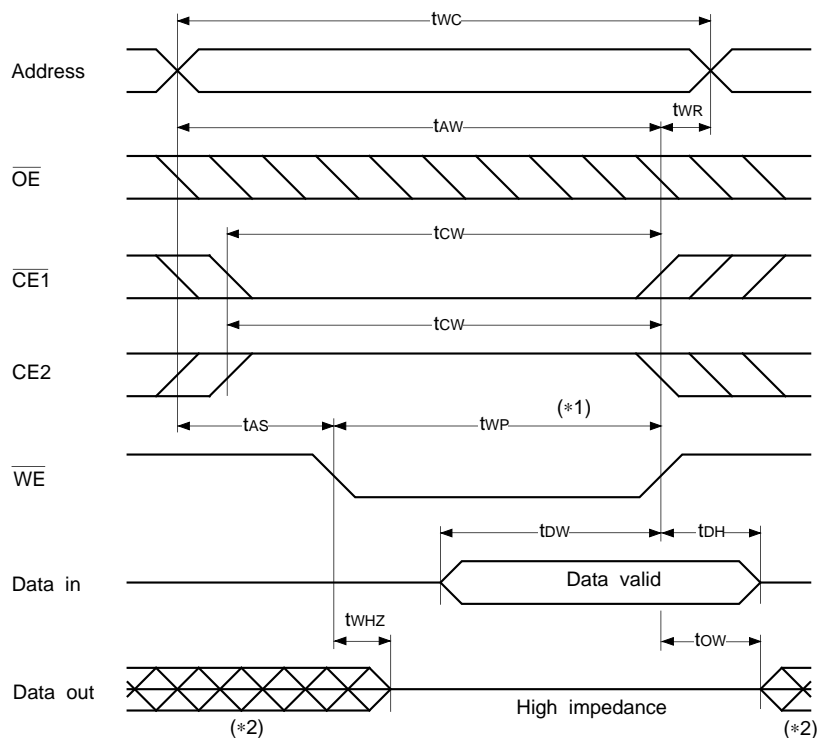 tWC
Address
tAW
tWR
OE
tCW
CE1
tCW
CE2
tAS
tWP
(∗1)
WE
tDW
tDH
Data in
Data valid
tWHZ
tOW
Data out
High impedance
(∗2)
(∗2)